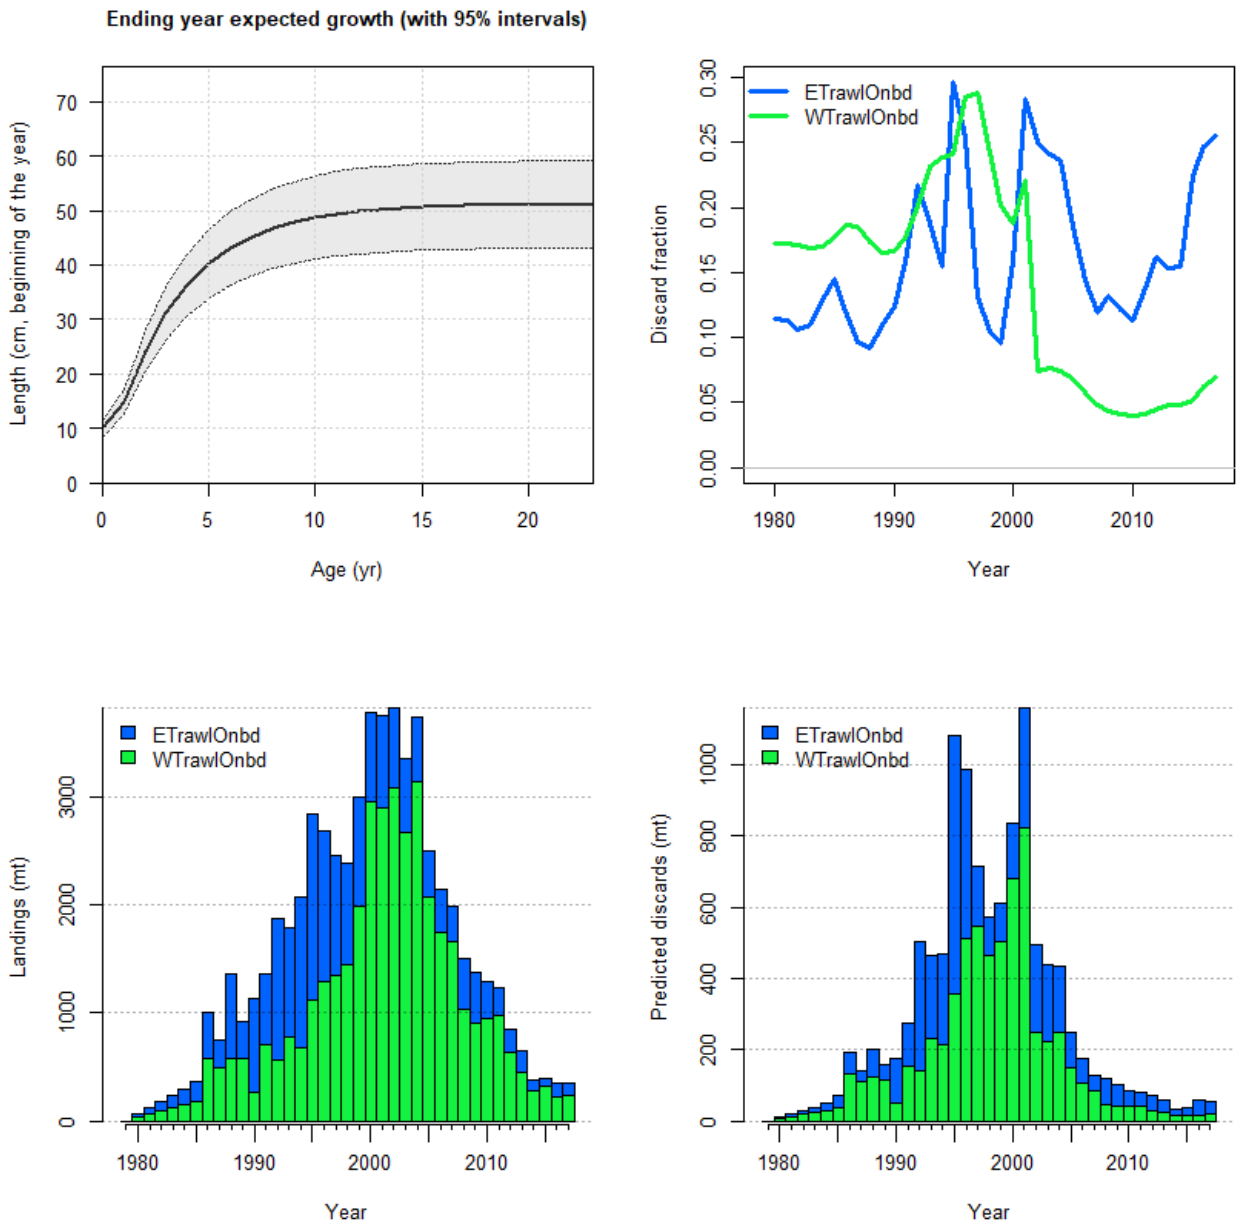 Ending year expected growth (with 95% intervals)
Length (cm, beginning of the year)
70
60
50
40
30
20
10
0
0 5 10 15 20
Age (yr)
ETrawlOnbd
WTrawlOnbd
Discard fraction
0.30
0.25
0.20
0.15
0.10
0.05
0.00
1980 1990 2000 2010
Year
ETrawlOnbd
WTrawlOnbd
Landings (mt)
3000
2000
1000
0
1980 1990 2000 2010
Year
ETrawlOnbd
WTrawlOnbd
Predicted discards (mt)
1000
800
600
400
200
0
1980 1990 2000 2010
Year